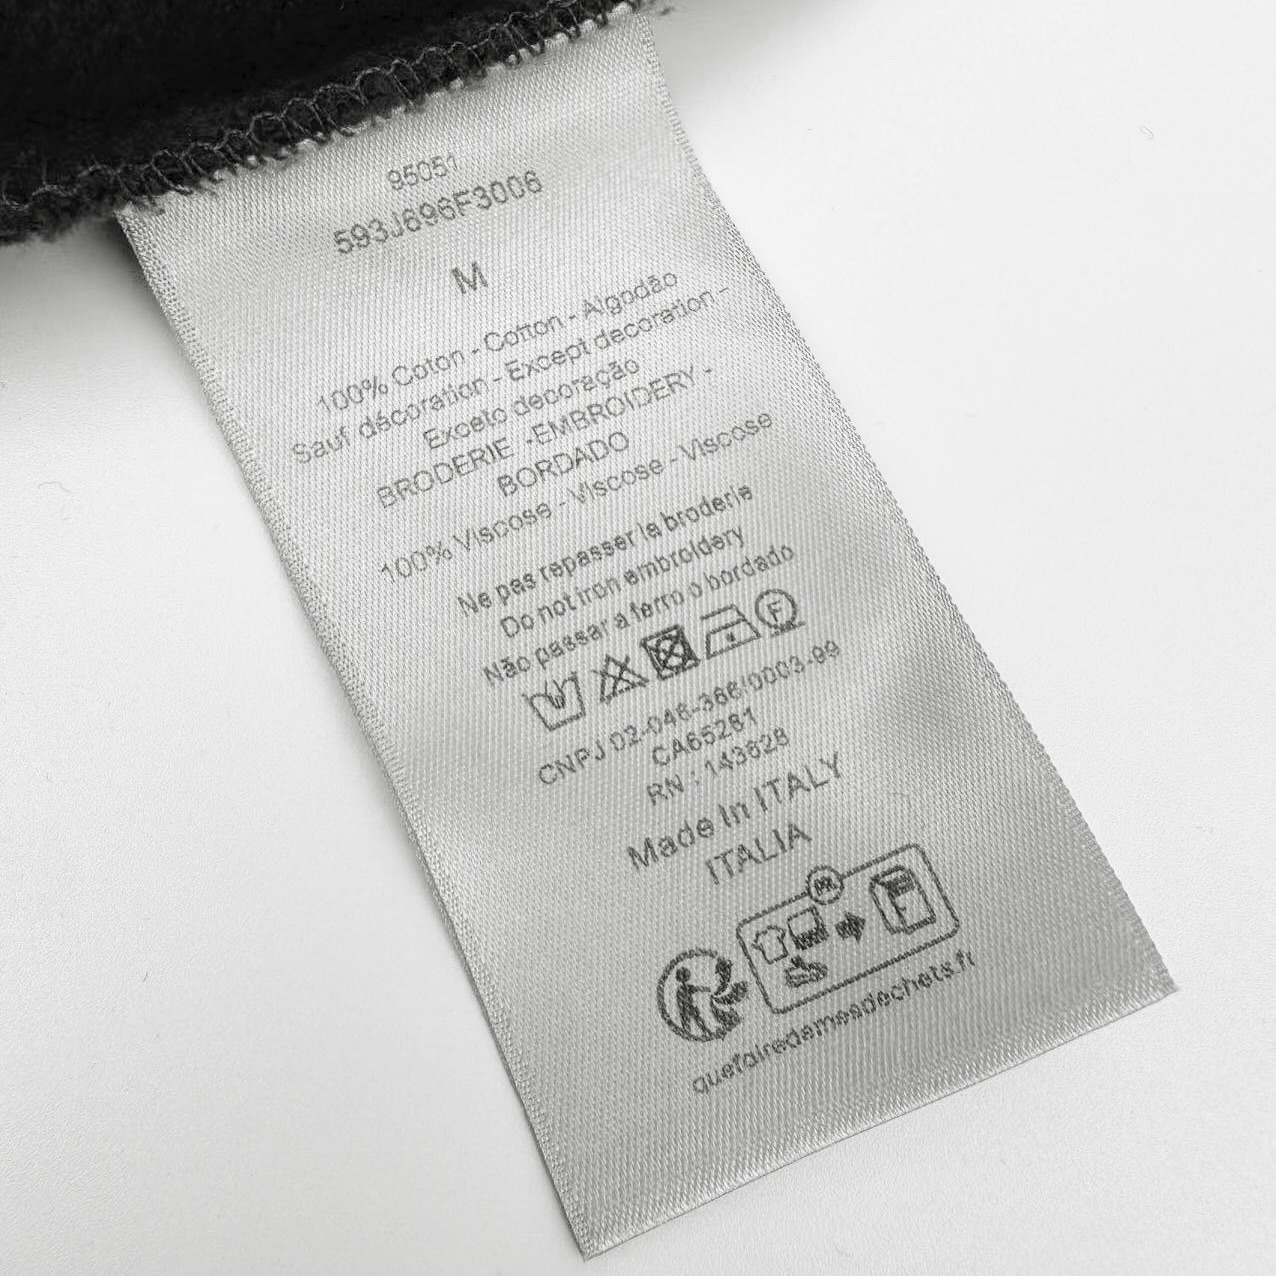 95051
593J696F3006
M
100% Coton - Cotton - Algodão
Sauf décoration - Except decoration -
Exceto decoração
BRODERIE -EMBROIDERY -
BORDADO
100% Viscose - Viscose - Viscose
Ne pas repasser la broderie
Do not iron embroidery
Não passar a ferro o bordado
F
CNPJ 02-046-366/0003-99
CA65281
RN : 143628
Made In ITALY
ITALIA
FR
quefairedemesdechets.fr